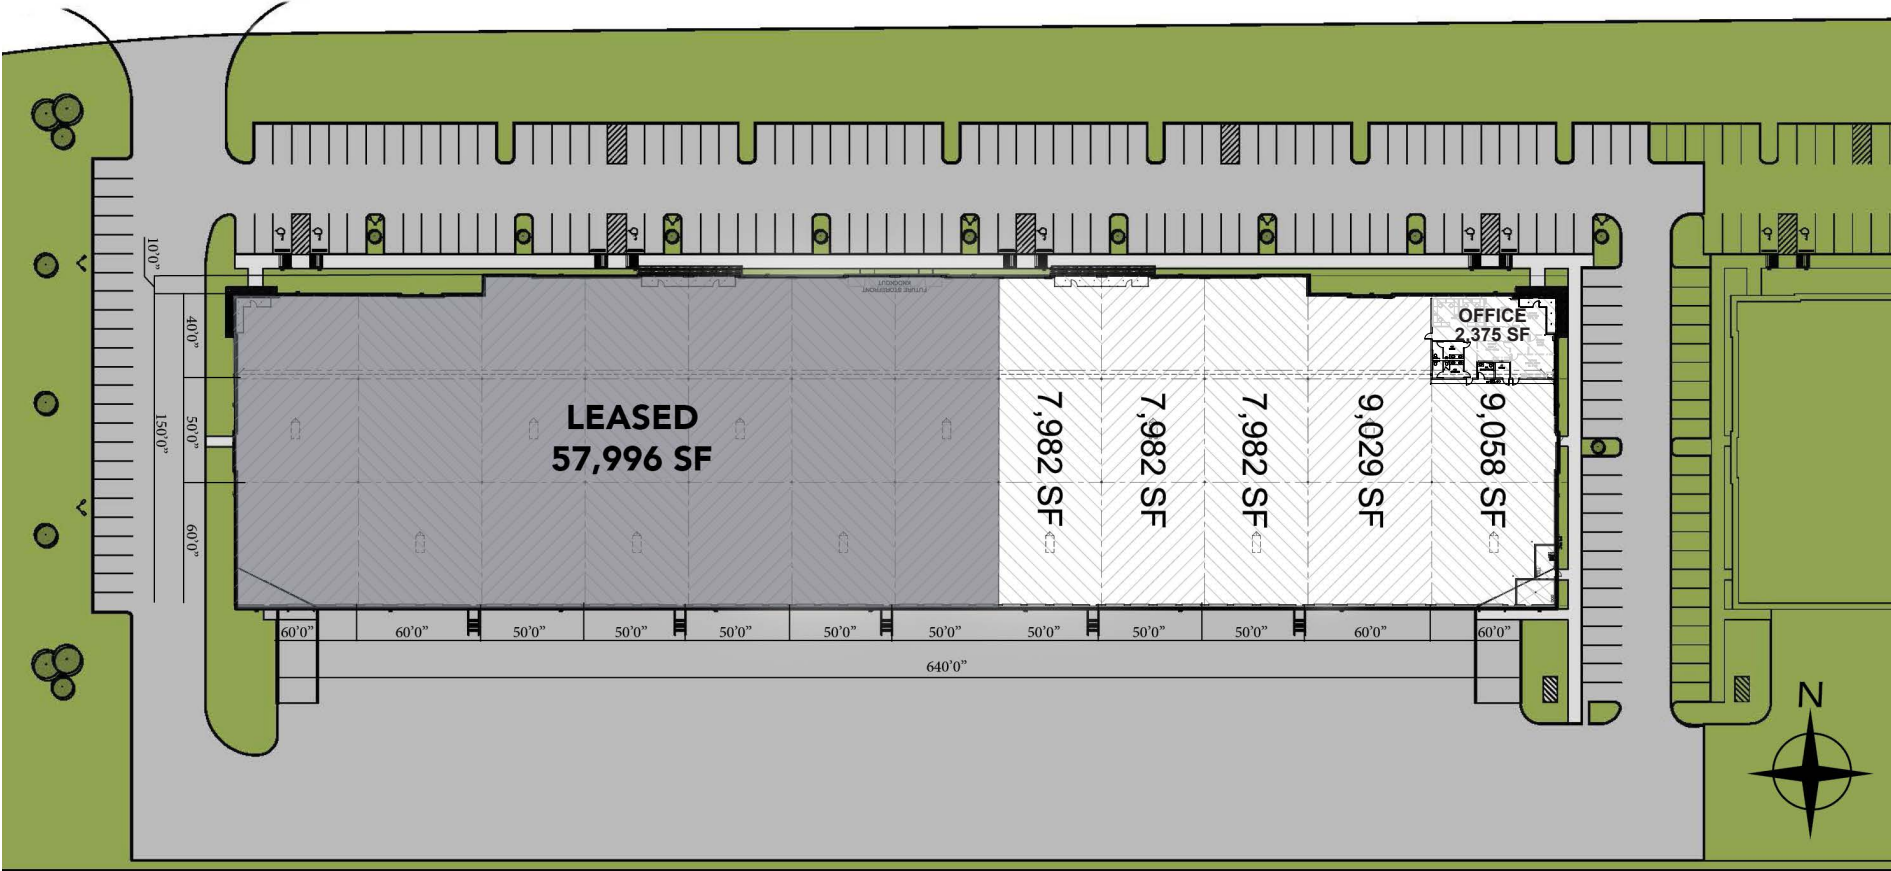 10'0"
FUTURE STOREFRONT
KNOCKOUT
OFFICE
2,375 SF
40'0"
LEASED
57,996 SF
7,982 SF
7,982 SF
7,982 SF
9,029 SF
9,058 SF
150'0"
50'0"
60'0"
60'0" 60'0" 50'0" 50'0" 50'0" 50'0" 50'0" 50'0" 50'0" 50'0" 60'0" 60'0"
640'0"
N